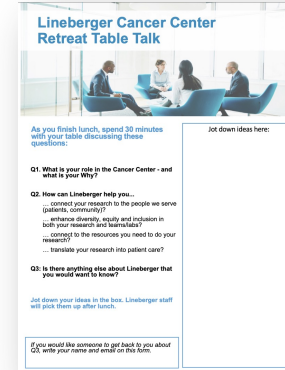 Lineberger Cancer Center
Retreat Table Talk
As you finish lunch, spend 30 minutes
with your table discussing these
questions:
Jot down ideas here:
Q1. What is your role in the Cancer Center - and
what is your Why?
Q2. How can Lineberger help you...
... connect your research to the people we serve
(patients, community)?
... enhance diversity, equity and inclusion in
both your research and teams/labs?
... connect to the resources you need to do your
research?
... translate your research into patient care?
Q3: Is there anything else about Lineberger that
you would want to know?
Jot down your ideas in the box. Lineberger staff
will pick them up after lunch.
If you would like someone to get back to you about
Q3, write your name and email on this form.